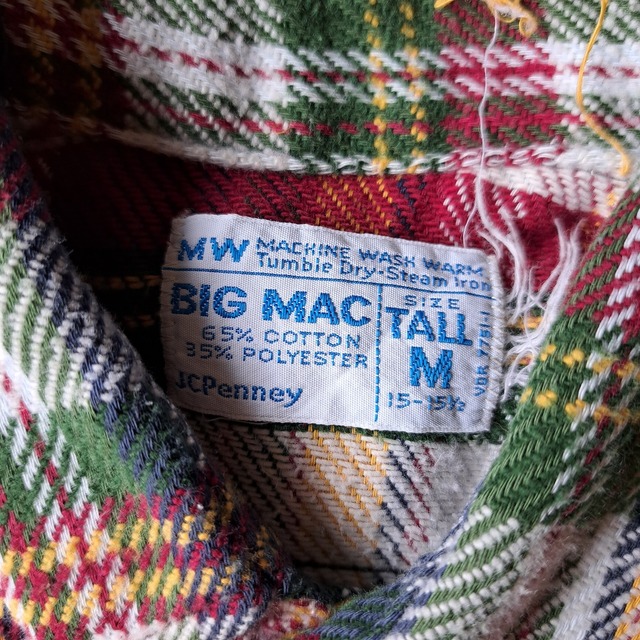 MW MACHINE WASH WARM
Tumble Dry-Steam Iron
BIG MAC
65% COTTON
35% POLYESTER
JCPenney
SIZE
TALL
M
15-15½